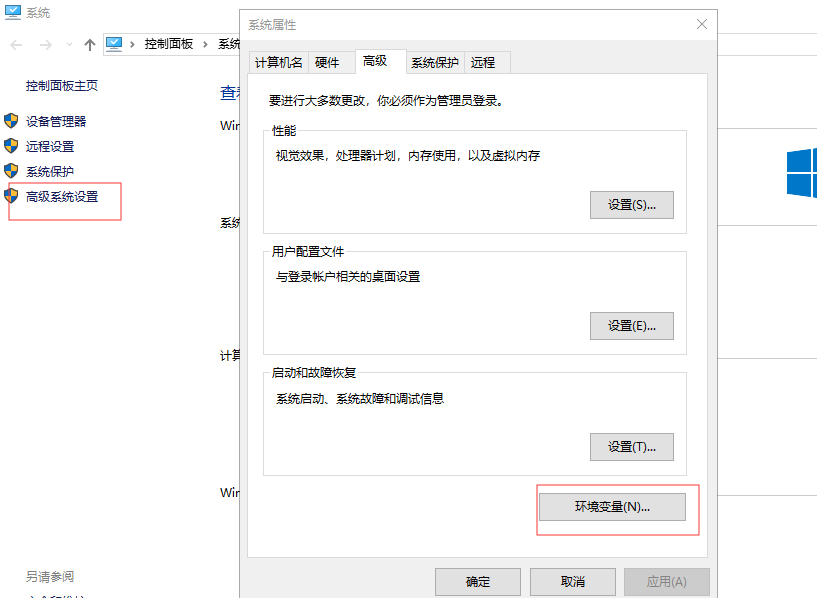 系统
控制面板
系统
控制面板主页
设备管理器
远程设置
系统保护
高级系统设置
另请参阅
Win
系统
计算
Win
系统属性
计算机名 硬件 高级 系统保护 远程
要进行大多数更改，你必须作为管理员登录。
性能
视觉效果，处理器计划，内存使用，以及虚拟内存
设置(S)...
用户配置文件
与登录帐户相关的桌面设置
设置(E)...
启动和故障恢复
系统启动、系统故障和调试信息
设置(T)...
环境变量(N)...
确定 取消 应用(A)